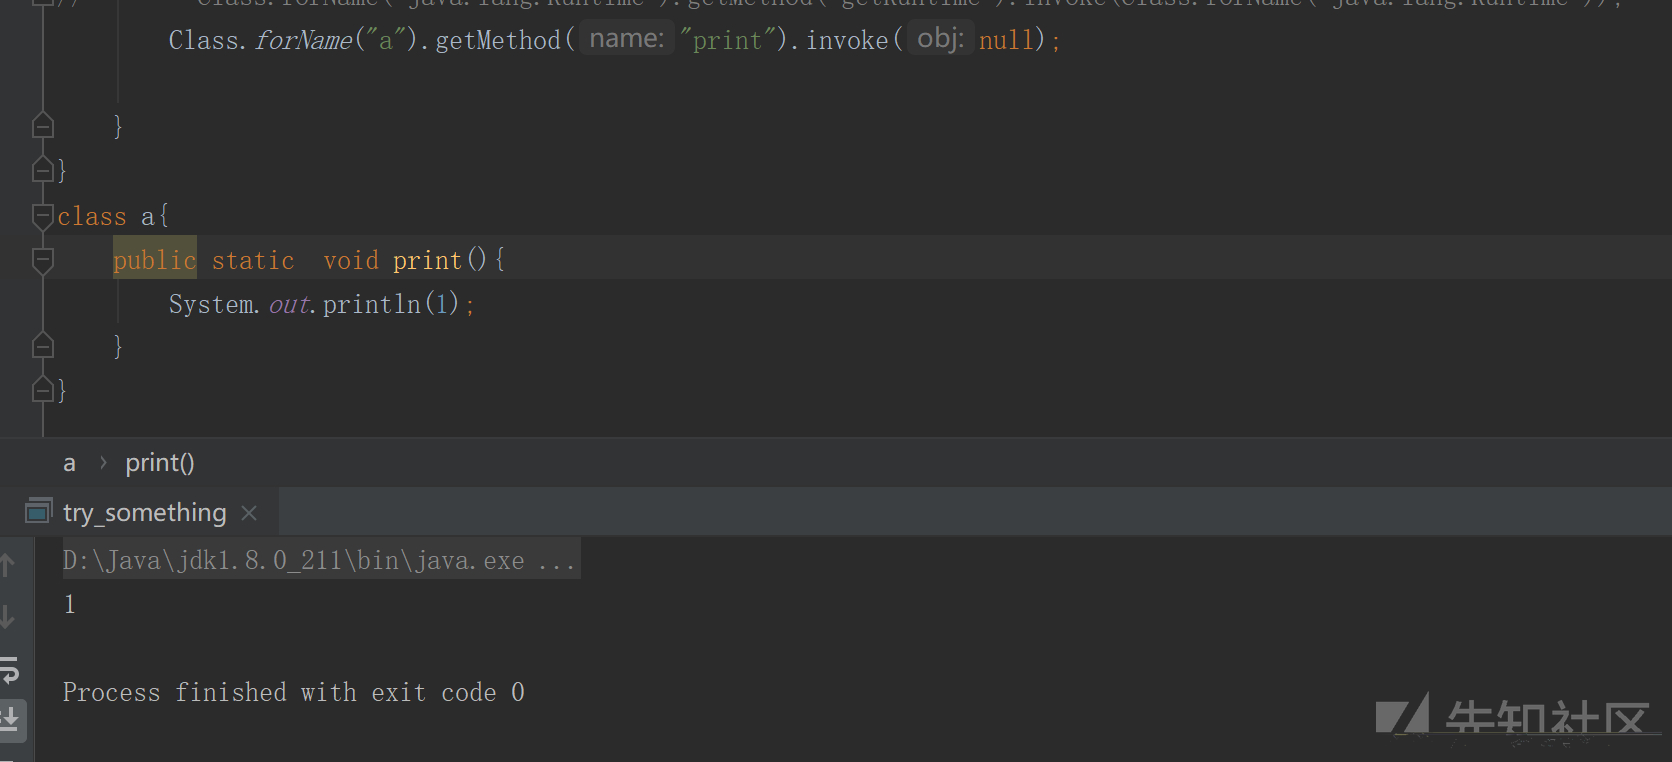 //        Class.forName("java.lang.Runtime").getMethod("getRuntime").invoke(Class.forName("java.lang.Runtime"));
Class.forName("a").getMethod( name: "print").invoke( obj: null);
}
}
class a{
public static  void print(){
System.out.println(1);
}
}
a › print()
try_something ×
D:\Java\jdk1.8.0_211\bin\java.exe ...
1
Process finished with exit code 0
先知社区